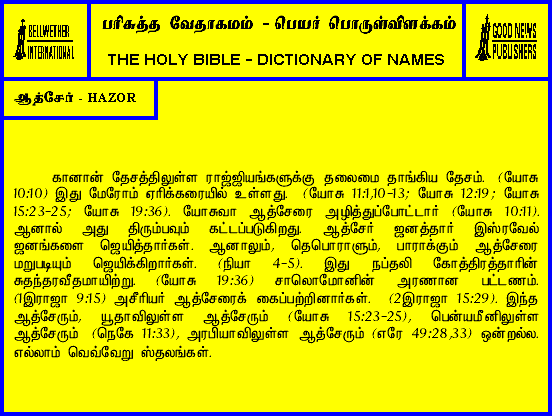 BELLWETHER
INTERNATIONAL
பரிசுத்த வேதாகமம் - பெயர் பொருள்விளக்கம்
THE HOLY BIBLE - DICTIONARY OF NAMES
GOOD NEWS
PUBLISHERS
ஆத்சேர் - HAZOR
கானான் தேசத்திலுள்ள ராஜ்ஜியங்களுக்கு தலைமை தாங்கிய தேசம். (யோசு
10:10) இது மேரோம் ஏரிக்கரையில் உள்ளது. (யோசு 11:1,10-13; யோசு 12:19; யோசு
15:23-25; யோசு 19:36). யோசுவா ஆத்சேரை அழித்துப்போட்டார் (யோசு 10:11).
ஆனால் அது திரும்பவும் கட்டப்படுகிறது. ஆத்சேர் ஜனத்தார் இஸ்ரவேல்
ஜனங்களை ஜெயித்தார்கள். ஆனாலும், தெபொராளும், பாராக்கும் ஆத்சேரை
மறுபடியும் ஜெயிக்கிறார்கள். (நியா 4-5). இது நப்தலி கோத்திரத்தாரின்
சுதந்தரவீதமாயிற்று. (யோசு 19:36) சாலொமோனின் அரணான பட்டணம்.
(1இராஜா 9:15) அசீரியர் ஆத்சேரைக் கைப்பற்றினார்கள். (2இராஜா 15:29). இந்த
ஆத்சேரும், யூதாவிலுள்ள ஆத்சேரும் (யோசு 15:23-25), பென்யமீனிலுள்ள
ஆத்சேரும் (நெகே 11:33), அரபியாவிலுள்ள ஆத்சேரும் (எரே 49:28,33) ஒன்றல்ல.
எல்லாம் வெவ்வேறு ஸ்தலங்கள்.